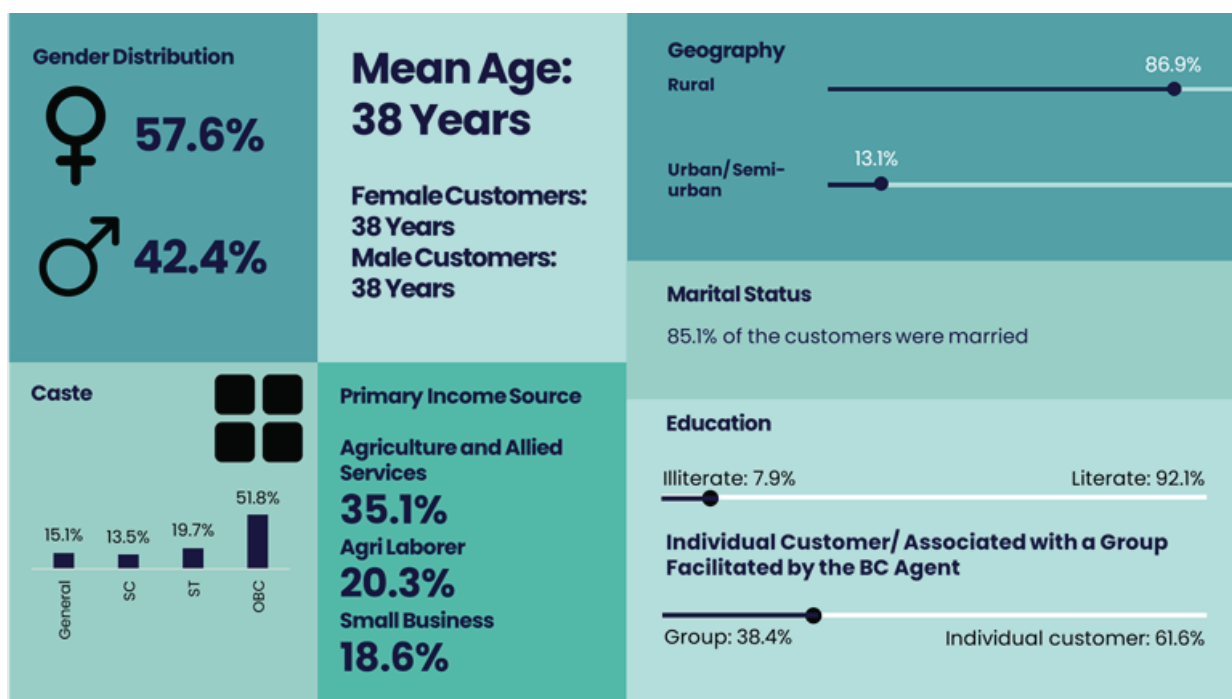 Gender Distribution
57.6%
42.4%
Mean Age:
38 Years
Female Customers:
38 Years
Male Customers:
38 Years
Geography
Rural
86.9%
Urban/Semi-
urban
13.1%
Marital Status
85.1% of the customers were married
Caste
15.1%
13.5%
19.7%
51.8%
General
SC
ST
OBC
Primary Income Source
Agriculture and Allied
Services
35.1%
Agri Laborer
20.3%
Small Business
18.6%
Education
Illiterate: 7.9%
Literate: 92.1%
Individual Customer/ Associated with a Group
Facilitated by the BC Agent
Group: 38.4%
Individual customer: 61.6%